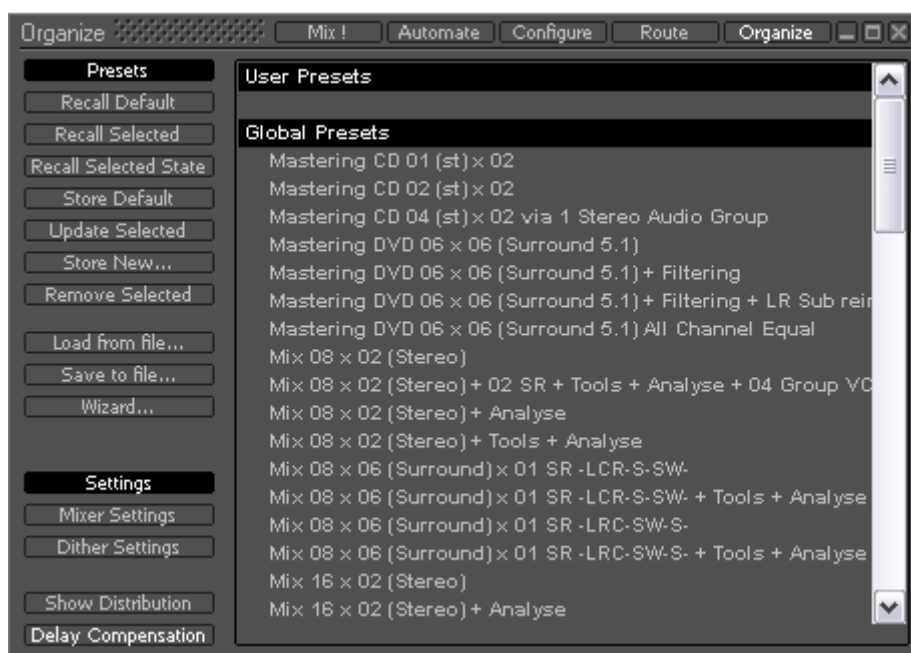 Organize Mix ! Automate Configure Route Organize
Presets
Recall Default
Recall Selected
Recall Selected State
Store Default
Update Selected
Store New...
Remove Selected
Load from file...
Save to file...
Wizard...
Settings
Mixer Settings
Dither Settings
Show Distribution
Delay Compensation
User Presets
Global Presets
Mastering CD 01 (st) x 02
Mastering CD 02 (st) x 02
Mastering CD 04 (st) x 02 via 1 Stereo Audio Group
Mastering DVD 06 x 06 (Surround 5.1)
Mastering DVD 06 x 06 (Surround 5.1) + Filtering
Mastering DVD 06 x 06 (Surround 5.1) + Filtering + LR Sub rein
Mastering DVD 06 x 06 (Surround 5.1) All Channel Equal
Mix 08 x 02 (Stereo)
Mix 08 x 02 (Stereo) + 02 SR + Tools + Analyse + 04 Group VC
Mix 08 x 02 (Stereo) + Analyse
Mix 08 x 02 (Stereo) + Tools + Analyse
Mix 08 x 06 (Surround) x 01 SR -LCR-S-SW-
Mix 08 x 06 (Surround) x 01 SR -LCR-S-SW- + Tools + Analyse
Mix 08 x 06 (Surround) x 01 SR -LRC-SW-S-
Mix 08 x 06 (Surround) x 01 SR -LRC-SW-S- + Tools + Analyse
Mix 16 x 02 (Stereo)
Mix 16 x 02 (Stereo) + Analyse